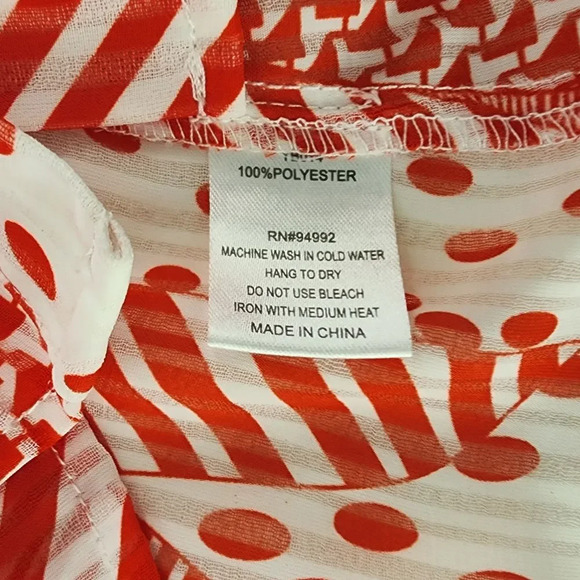 100%POLYESTER
RN#94992
MACHINE WASH IN COLD WATER
HANG TO DRY
DO NOT USE BLEACH
IRON WITH MEDIUM HEAT
MADE IN CHINA